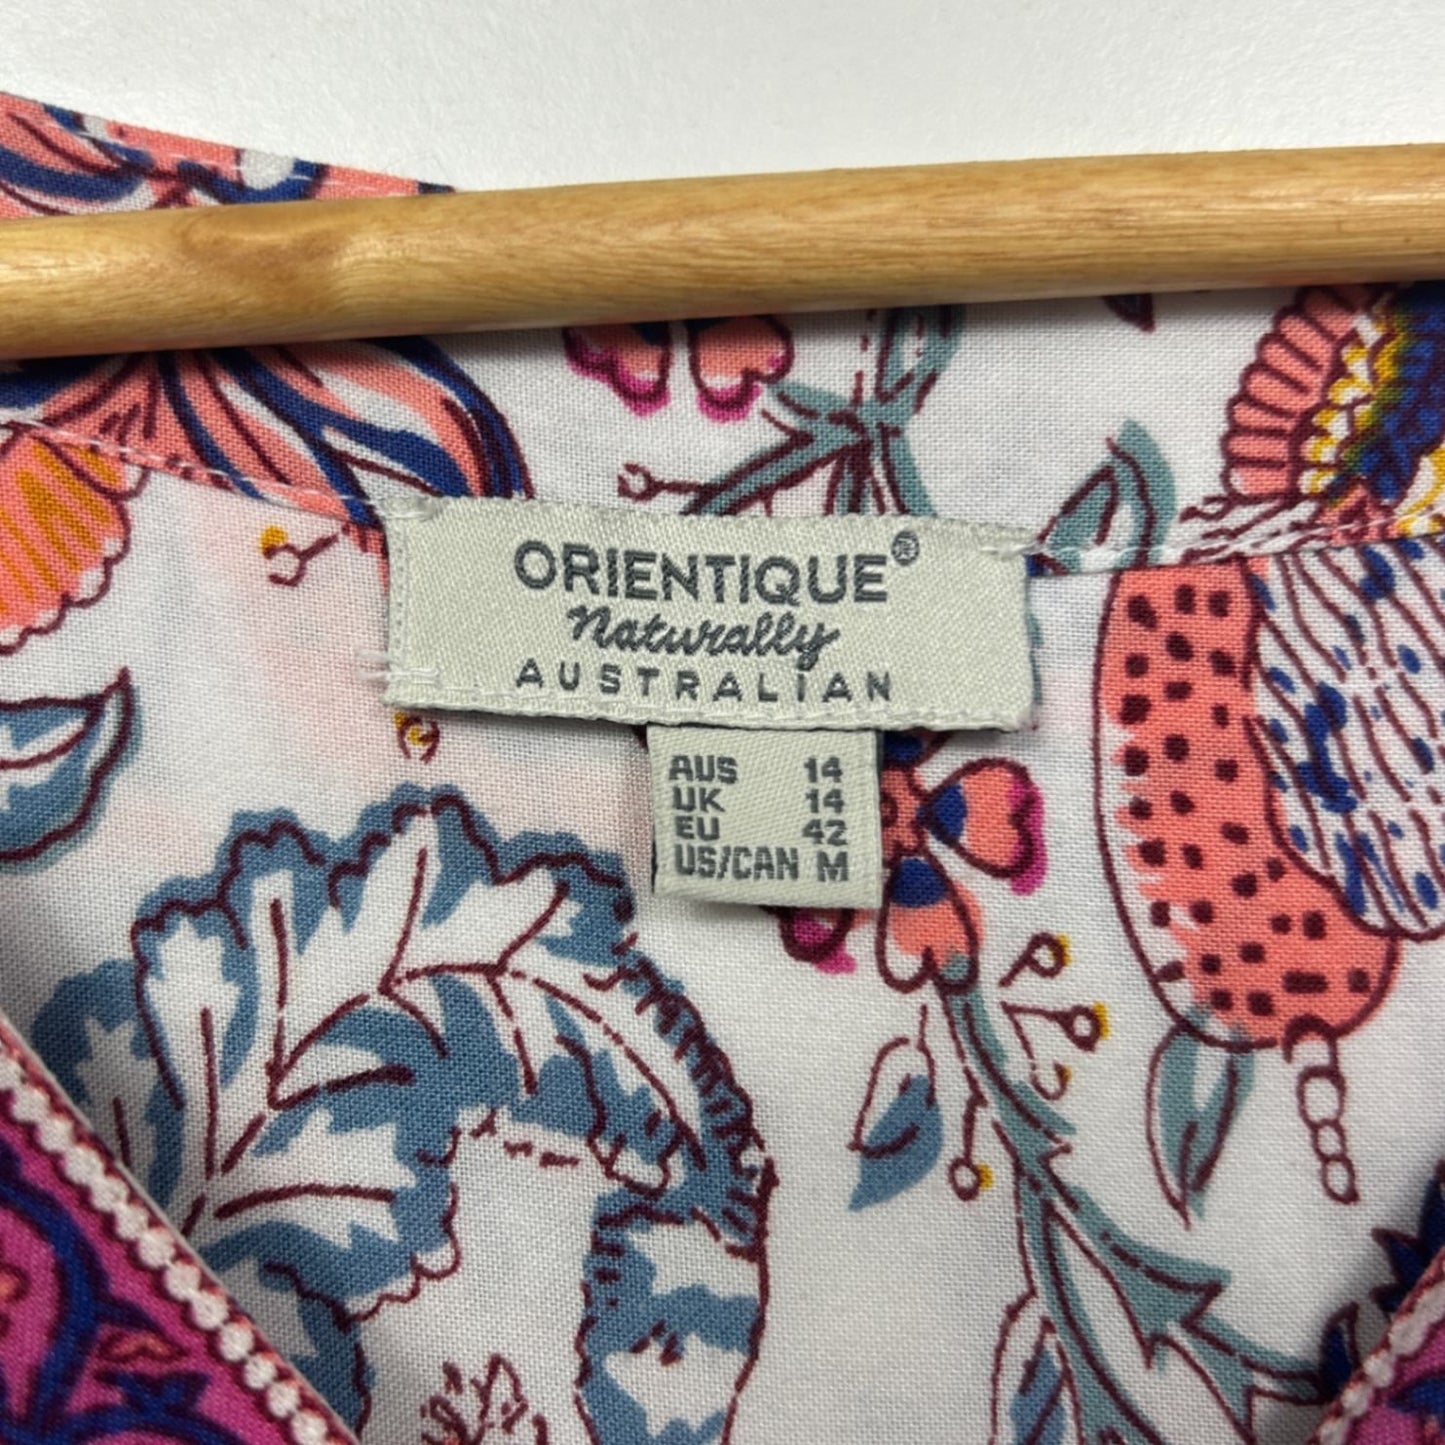 ORIENTIQUE®
Naturally
AUSTRALIAN
AUS 14
UK 14
EU 42
US/CAN M